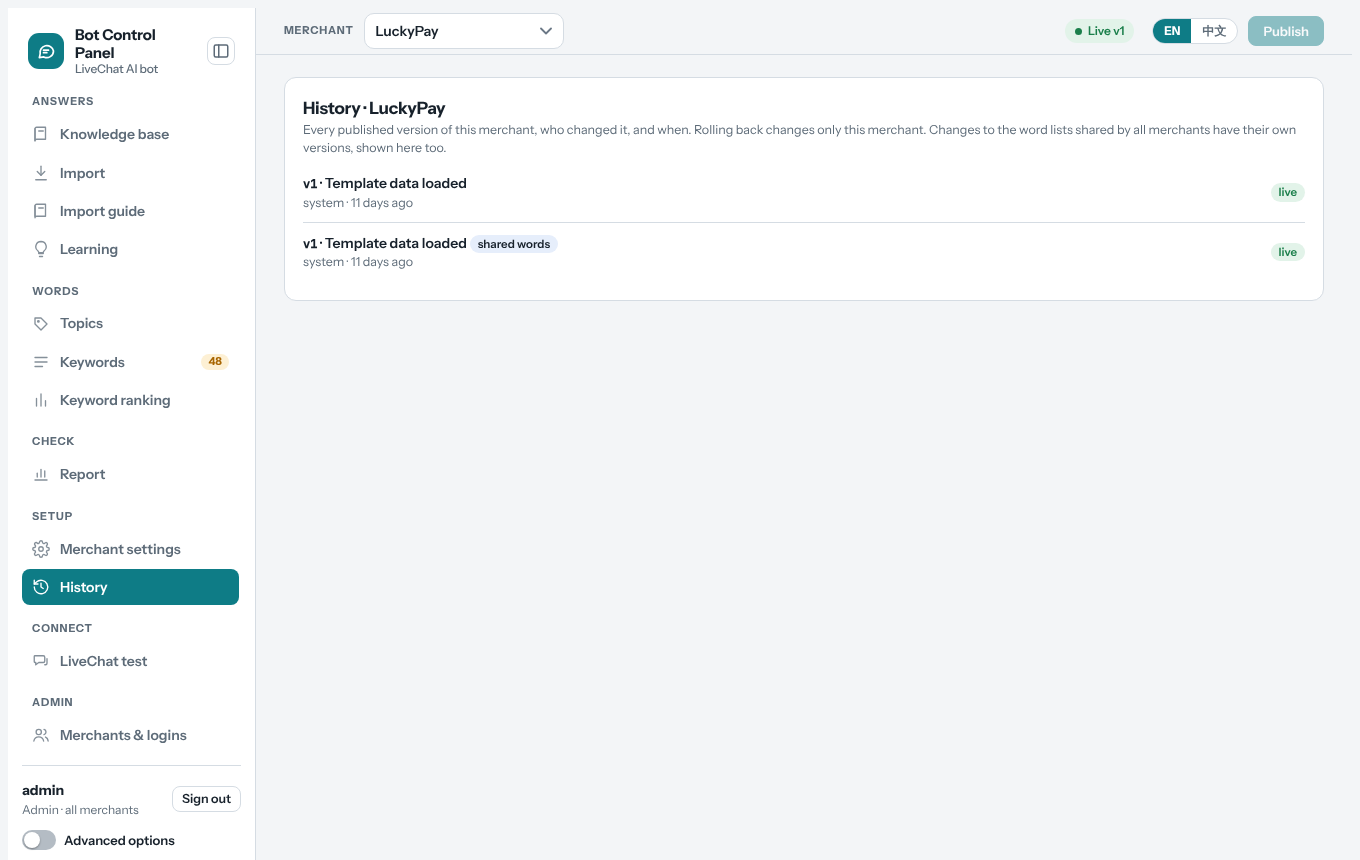 Bot Control
Panel
LiveChat AI bot
ANSWERS
Knowledge base
Import
Import guide
Learning
WORDS
Topics
Keywords 48
Keyword ranking
CHECK
Report
SETUP
Merchant settings
History
CONNECT
LiveChat test
ADMIN
Merchants & logins
admin
Admin · all merchants
Sign out
Advanced options
MERCHANT LuckyPay Live v1 EN 中文 Publish
History · LuckyPay
Every published version of this merchant, who changed it, and when. Rolling back changes only this merchant. Changes to the word lists shared by all merchants have their own
versions, shown here too.
v1 · Template data loaded
system · 11 days ago
live
v1 · Template data loaded shared words
system · 11 days ago
live